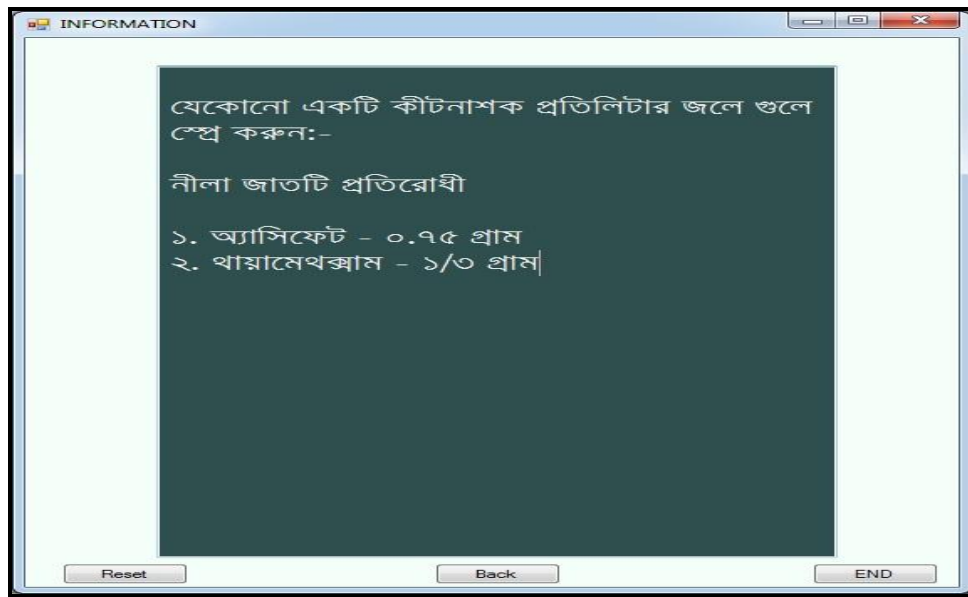 INFORMATION
যেকোনো একটি কীটনাশক প্রতিলিটার জলে গুলে
স্প্রে করুন:-
নীলা জাতটি প্রতিরোধী
১. অ্যাসিফেট - ০.৭৫ গ্রাম
২. থায়ামেথক্সাম - ১/৩ গ্রাম
Reset Back END